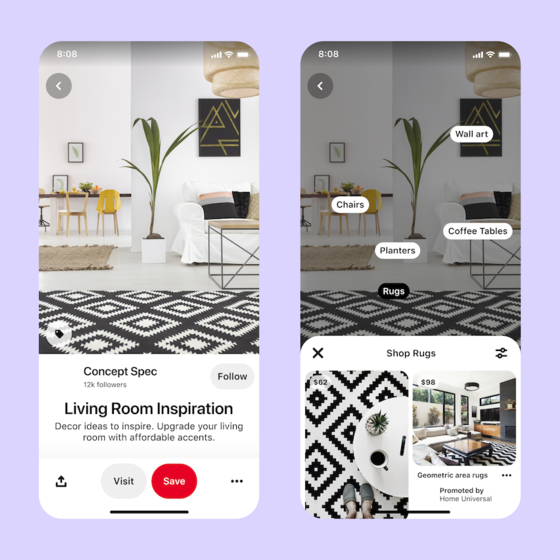 8:08
Concept Spec
12k followers
Follow
Living Room Inspiration
Decor ideas to inspire. Upgrade your living
room with affordable accents.
Visit
Save
8:08
Wall art
Chairs
Coffee Tables
Planters
Rugs
Shop Rugs
$62
$98
Geometric area rugs
Promoted by
Home Universal